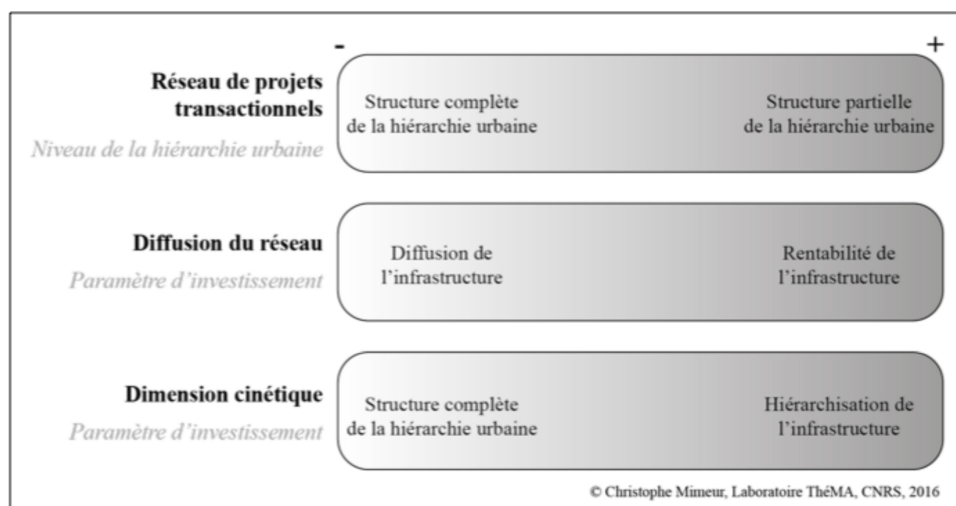 -
+
Réseau de projets
transactionnels
Niveau de la hiérarchie urbaine
Structure complète
de la hiérarchie urbaine
Structure partielle
de la hiérarchie urbaine
Diffusion du réseau
Paramètre d'investissement
Diffusion de
l'infrastructure
Rentabilité de
l'infrastructure
Dimension cinétique
Paramètre d'investissement
Structure complète
de la hiérarchie urbaine
Hiérarchisation de
l'infrastructure
© Christophe Mimeur, Laboratoire ThéMA, CNRS, 2016